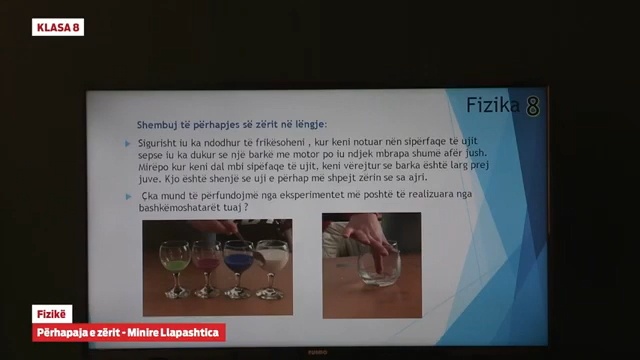 KLASA 8
Fizika 8
Shembuj të përhapjes së zërit në lëngje:
Sigurisht iu ka ndodhur të frikësoheni , kur keni notuar nën sipërfaqe të ujit
sepse iu ka dukur se një barkë me motor po iu ndjek mbrapa shumë afër jush.
Mirëpo kur keni dal mbi sipëfaqe të ujit, keni vërejtur se barka është larg prej
juve. Kjo është shenjë se uji e përhap më shpejt zërin se sa ajri.
Çka mund të përfundojmë nga eksperimentet më poshtë të realizuara nga
bashkëmoshatarët tuaj ?
Fizikë
Përhapaja e zërit - Minire Llapashtica